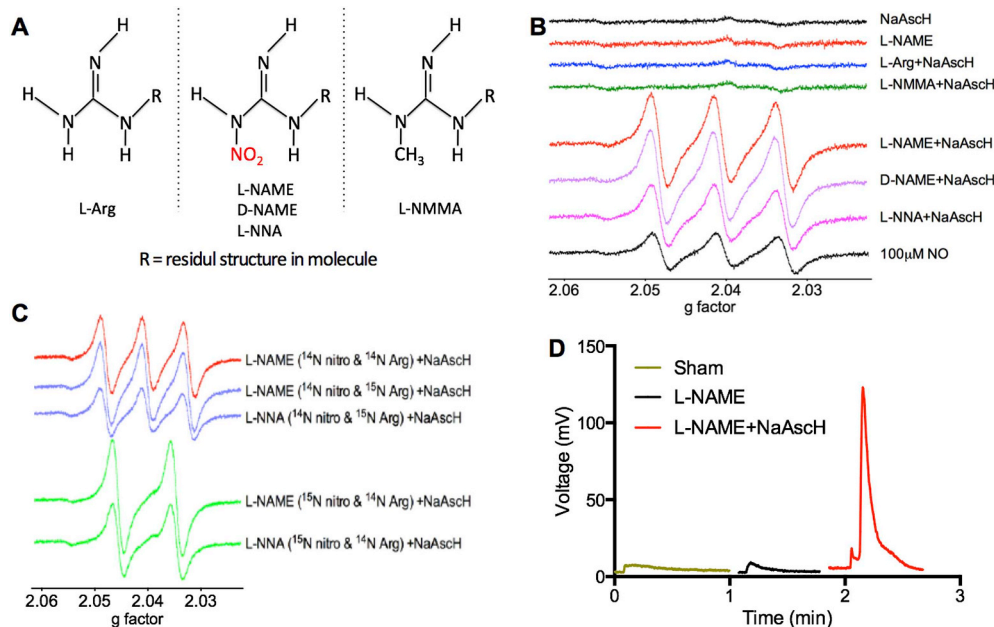 A
H
N
H
N
N
R
H
H
L-Arg
H
N
H
N
N
R
NO₂
H
L-NAME
D-NAME
L-NNA
H
N
H
N
N
R
CH₃
H
L-NMMA
R = residul structure in molecule
B
NaAscH
L-NAME
L-Arg+NaAscH
L-NMMA+NaAscH
L-NAME+NaAscH
D-NAME+NaAscH
L-NNA+NaAscH
100µM NO
2.06 2.05 2.04 2.03
g factor
C
L-NAME (¹⁴N nitro & ¹⁴N Arg) +NaAscH
L-NAME (¹⁴N nitro & ¹⁵N Arg) +NaAscH
L-NNA (¹⁴N nitro & ¹⁵N Arg) +NaAscH
L-NAME (¹⁵N nitro & ¹⁴N Arg) +NaAscH
L-NNA (¹⁵N nitro & ¹⁴N Arg) +NaAscH
2.06 2.05 2.04 2.03
g factor
D
Voltage (mV)
150
100
50
0
Sham
L-NAME
L-NAME+NaAscH
0 1 2 3
Time (min)